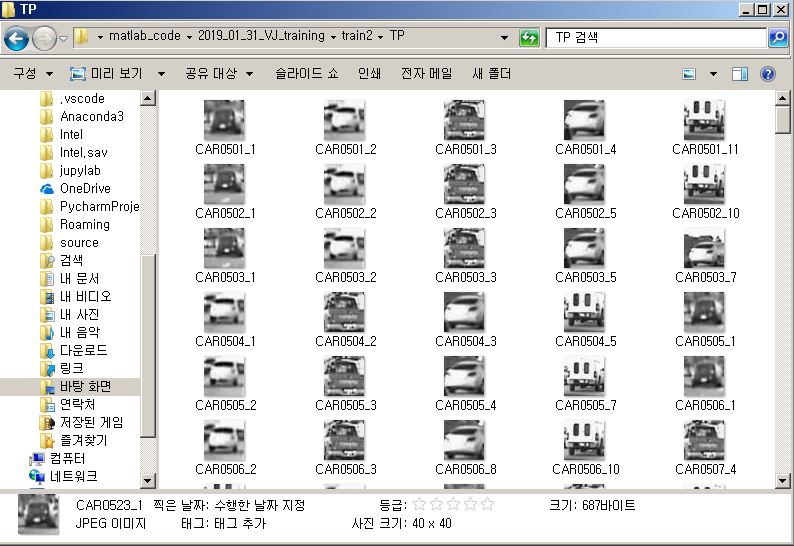 TP
matlab_code 2019_01_31_VJ_training train2 TP
TP 검색
구성 미리 보기 공유 대상 슬라이드 쇼 인쇄 전자 메일 새 폴더
.vscode
Anaconda3
Intel
Intel.sav
jupylab
OneDrive
PycharmProje
Roaming
source
검색
내 문서
내 비디오
내 사진
내 음악
다운로드
링크
바탕 화면
연락처
저장된 게임
즐겨찾기
컴퓨터
네트워크
CAR0501_1 CAR0501_2 CAR0501_3 CAR0501_4 CAR0501_11
CAR0502_1 CAR0502_2 CAR0502_3 CAR0502_5 CAR0502_10
CAR0503_1 CAR0503_2 CAR0503_3 CAR0503_5 CAR0503_7
CAR0504_1 CAR0504_2 CAR0504_3 CAR0504_5 CAR0505_1
CAR0505_2 CAR0505_3 CAR0505_4 CAR0505_7 CAR0506_1
CAR0506_2 CAR0506_3 CAR0506_8 CAR0506_10 CAR0507_4
CAR0523_1 찍은 날짜: 수행한 날짜 지정 등급: 크기: 687바이트
JPEG 이미지 태그: 태그 추가 사진 크기: 40 x 40